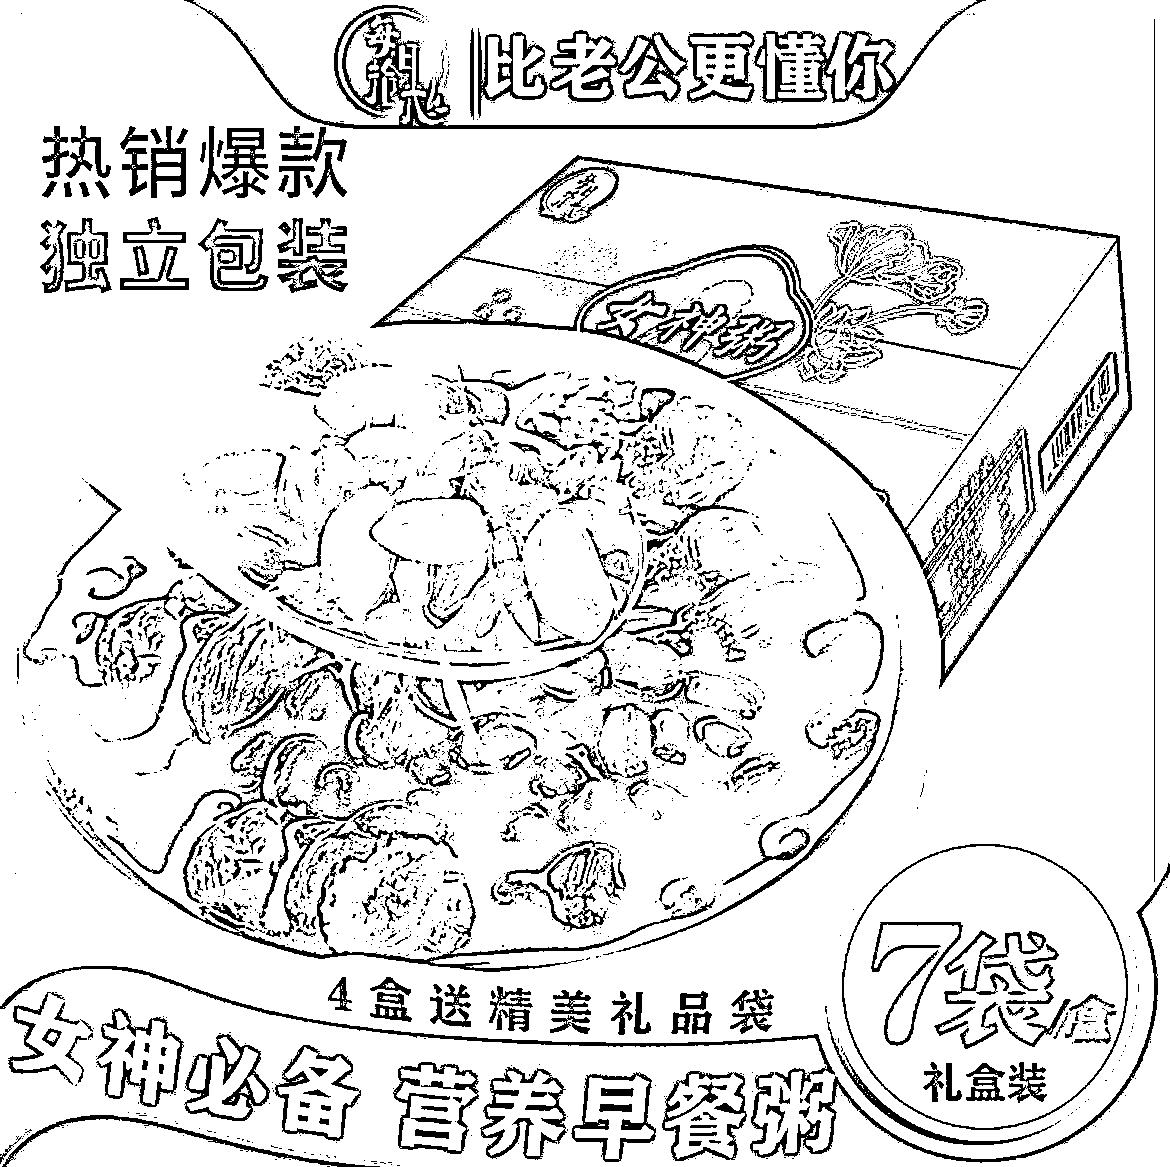 比老公更懂你
热销爆款
独立包装
女神粥
4盒送精美礼品袋
女神必备 营养早餐粥
7袋/盒
礼盒装